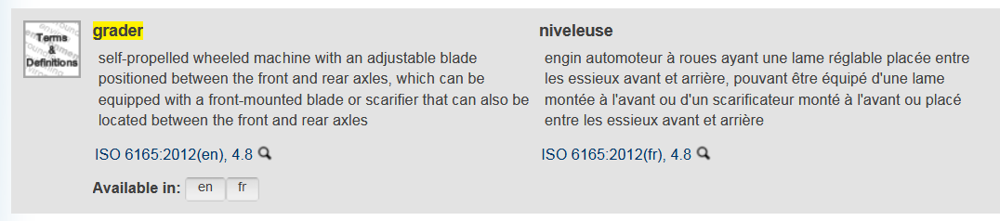 Terms
&
Definitions
grader
self-propelled wheeled machine with an adjustable blade
positioned between the front and rear axles, which can be
equipped with a front-mounted blade or scarifier that can also be
located between the front and rear axles
ISO 6165:2012(en), 4.8
niveleuse
engin automoteur à roues ayant une lame réglable placée entre
les essieux avant et arrière, pouvant être équipé d'une lame
montée à l'avant ou d'un scarificateur monté à l'avant ou placé
entre les essieux avant et arrière
ISO 6165:2012(fr), 4.8
Available in: en fr